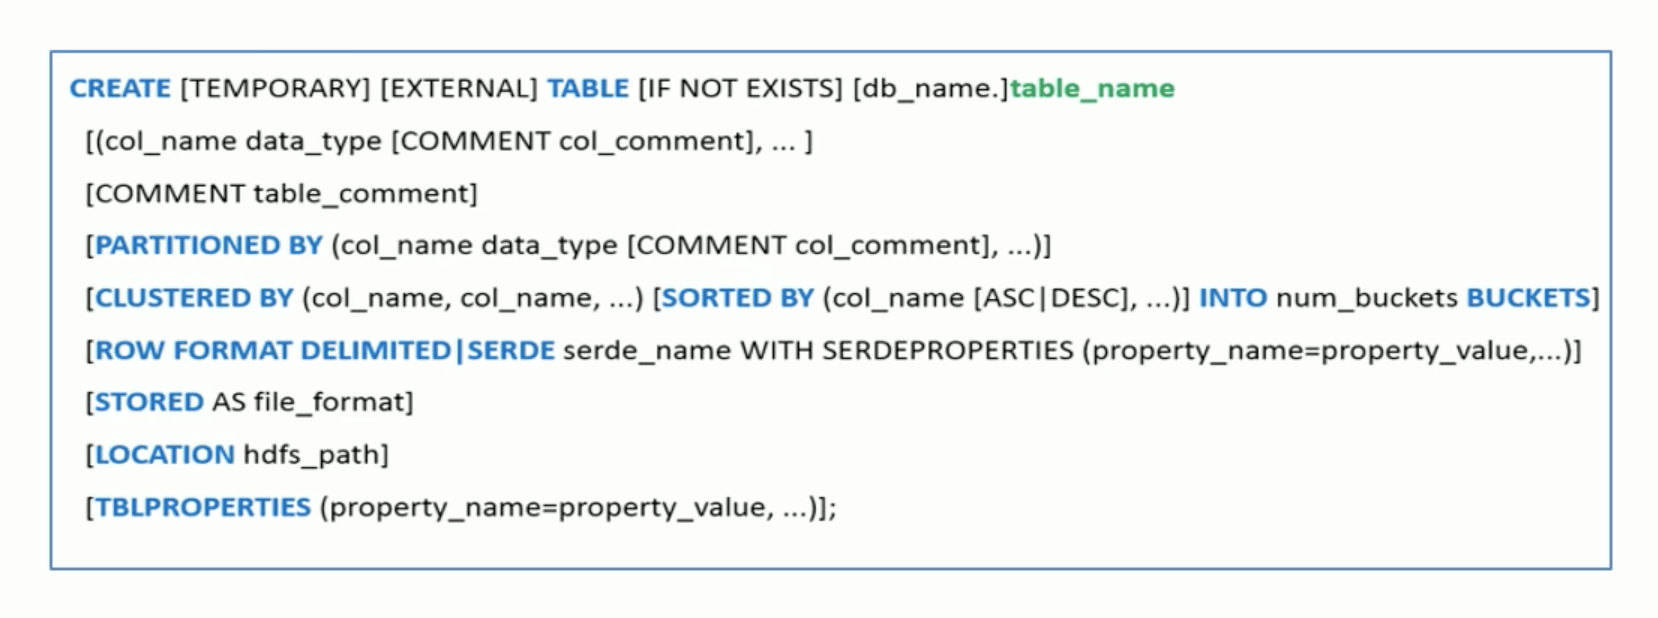 CREATE [TEMPORARY] [EXTERNAL] TABLE [IF NOT EXISTS] [db_name.]table_name
[(col_name data_type [COMMENT col_comment], ... ]
[COMMENT table_comment]
[PARTITIONED BY (col_name data_type [COMMENT col_comment], ...)]
[CLUSTERED BY (col_name, col_name, ...) [SORTED BY (col_name [ASC|DESC], ...)] INTO num_buckets BUCKETS]
[ROW FORMAT DELIMITED|SERDE serde_name WITH SERDEPROPERTIES (property_name=property_value,...)]
[STORED AS file_format]
[LOCATION hdfs_path]
[TBLPROPERTIES (property_name=property_value, ...)];